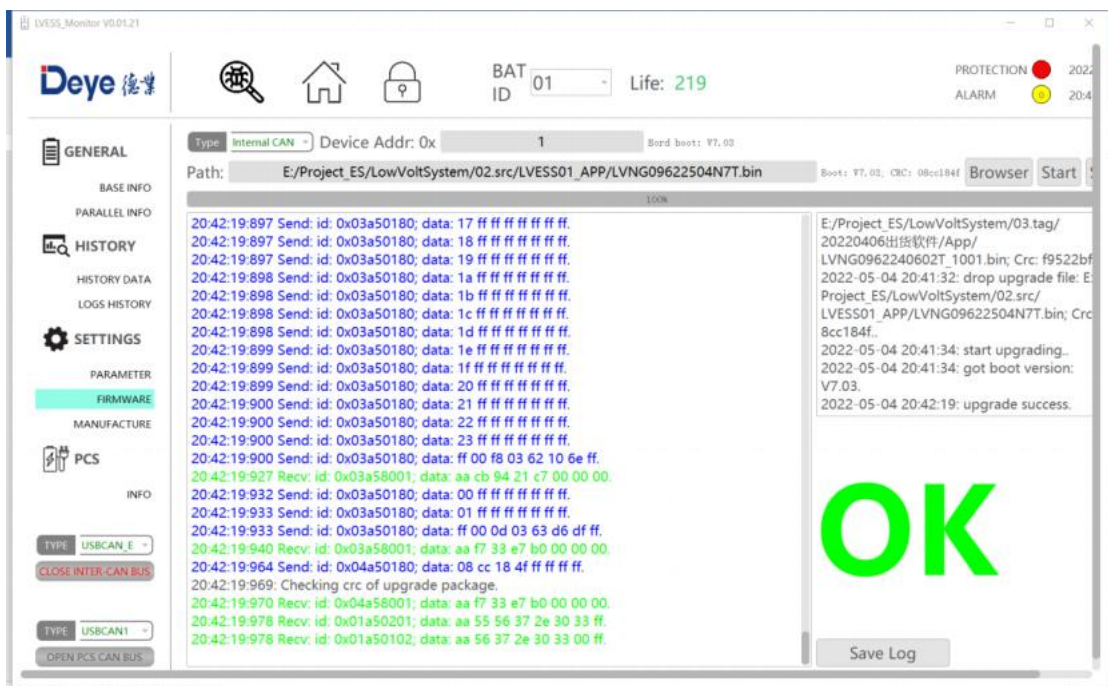 LVESS_Monitor V0.01.21
Deye 德業
BAT ID 01 Life: 219
PROTECTION 2022
ALARM 0 20:4
GENERAL
BASE INFO
PARALLEL INFO
HISTORY
HISTORY DATA
LOGS HISTORY
SETTINGS
PARAMETER
FIRMWARE
MANUFACTURE
PCS
INFO
TYPE USBCAN_E
CLOSE INTER-CAN BUS
TYPE USBCAN1
OPEN PCS CAN BUS
Type Internal CAN Device Addr: 0x 1 Bord boot: V7.03
Path: E:/Project_ES/LowVoltSystem/02.src/LVESS01_APP/LVNG09622504N7T.bin Boot: V7.03, CRC: 08cc184f Browser Start
100%
20:42:19:897 Send: id: 0x03a50180; data: 17 ff ff ff ff ff ff ff.
20:42:19:897 Send: id: 0x03a50180; data: 18 ff ff ff ff ff ff ff.
20:42:19:897 Send: id: 0x03a50180; data: 19 ff ff ff ff ff ff ff.
20:42:19:898 Send: id: 0x03a50180; data: 1a ff ff ff ff ff ff ff.
20:42:19:898 Send: id: 0x03a50180; data: 1b ff ff ff ff ff ff ff.
20:42:19:898 Send: id: 0x03a50180; data: 1c ff ff ff ff ff ff ff.
20:42:19:898 Send: id: 0x03a50180; data: 1d ff ff ff ff ff ff ff.
20:42:19:899 Send: id: 0x03a50180; data: 1e ff ff ff ff ff ff ff.
20:42:19:899 Send: id: 0x03a50180; data: 1f ff ff ff ff ff ff ff.
20:42:19:899 Send: id: 0x03a50180; data: 20 ff ff ff ff ff ff ff.
20:42:19:900 Send: id: 0x03a50180; data: 21 ff ff ff ff ff ff ff.
20:42:19:900 Send: id: 0x03a50180; data: 22 ff ff ff ff ff ff ff.
20:42:19:900 Send: id: 0x03a50180; data: 23 ff ff ff ff ff ff ff.
20:42:19:900 Send: id: 0x03a50180; data: ff 00 f8 03 62 10 6e ff.
20:42:19:927 Recv: id: 0x03a58001; data: aa cb 94 21 c7 00 00 00.
20:42:19:932 Send: id: 0x03a50180; data: 00 ff ff ff ff ff ff ff.
20:42:19:933 Send: id: 0x03a50180; data: 01 ff ff ff ff ff ff ff.
20:42:19:933 Send: id: 0x03a50180; data: ff 00 0d 03 63 d6 df ff.
20:42:19:940 Recv: id: 0x03a58001; data: aa f7 33 e7 b0 00 00 00.
20:42:19:964 Send: id: 0x04a50180; data: 08 cc 18 4f ff ff ff ff.
20:42:19:969: Checking crc of upgrade package.
20:42:19:970 Recv: id: 0x04a58001; data: aa f7 33 e7 b0 00 00 00.
20:42:19:978 Recv: id: 0x01a50201; data: aa 55 56 37 2e 30 33 ff.
20:42:19:978 Recv: id: 0x01a50102; data: aa 56 37 2e 30 33 00 ff.
E:/Project_ES/LowVoltSystem/03.tag/
20220406出货软件/App/
LVNG0962240602T_1001.bin; Crc: f9522bf
2022-05-04 20:41:32: drop upgrade file: E:
Project_ES/LowVoltSystem/02.src/
LVESS01_APP/LVNG09622504N7T.bin; Crc
8cc184f..
2022-05-04 20:41:34: start upgrading..
2022-05-04 20:41:34: got boot version:
V7.03.
2022-05-04 20:42:19: upgrade success.
OK
Save Log